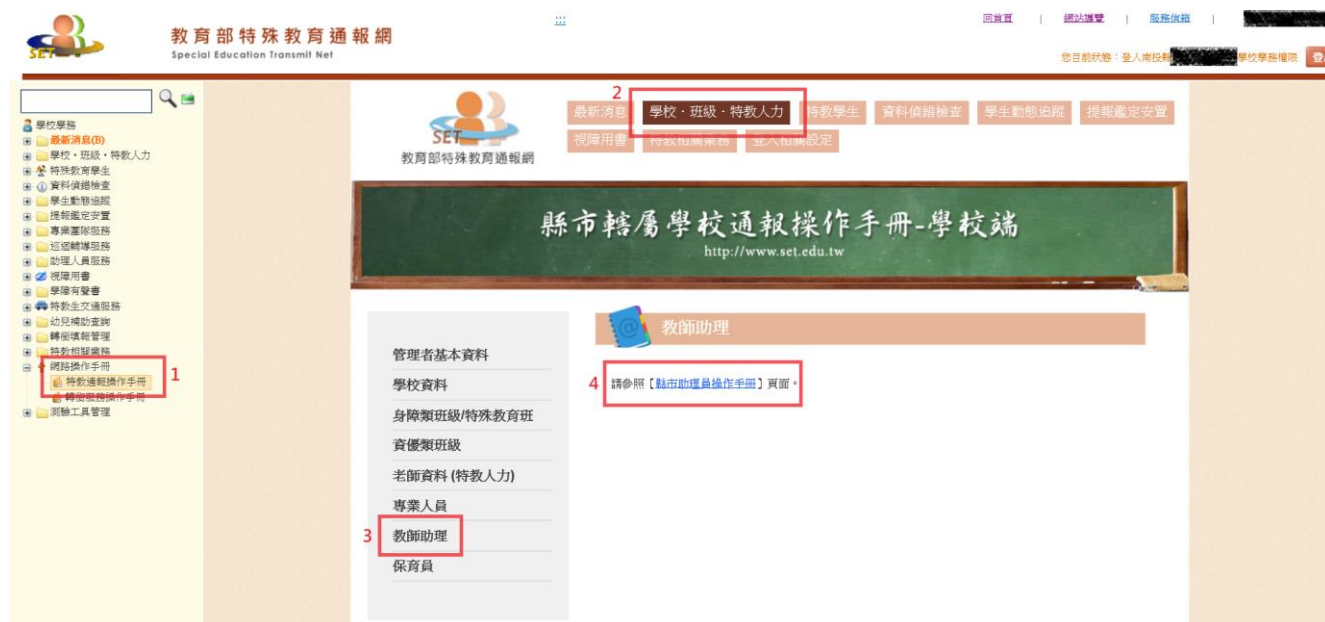 :::
回首頁 | 網站導覽 | 服務信箱 |
教育部特殊教育通報網
Special Education Transmit Net
SET
您目前狀態：登入南投縣 學校學務權限 登
學校學務
最新消息(B)
學校・班級・特教人力
特殊教育學生
資料偵錯檢查
學生動態追蹤
提報鑑定安置
專業團隊服務
巡迴輔導服務
助理人員服務
視障用書
學障有聲書
特教生交通服務
幼兒補助查詢
轉銜填報管理
特教相關業務
網路操作手冊
特教通報操作手冊 1
轉銜服務操作手冊
測驗工具管理
SET
教育部特殊教育通報網
2
最新消息 學校・班級・特教人力 特教學生 資料偵錯檢查 學生動態追蹤 提報鑑定安置
視障用書 特教相關業務 登入相關設定
縣市轄屬學校通報操作手冊-學校端
http://www.set.edu.tw
管理者基本資料
學校資料
身障類班級/特殊教育班
資優類班級
老師資料 (特教人力)
專業人員
3 教師助理
保育員
教師助理
4 請參照【縣市助理員操作手冊】頁面。